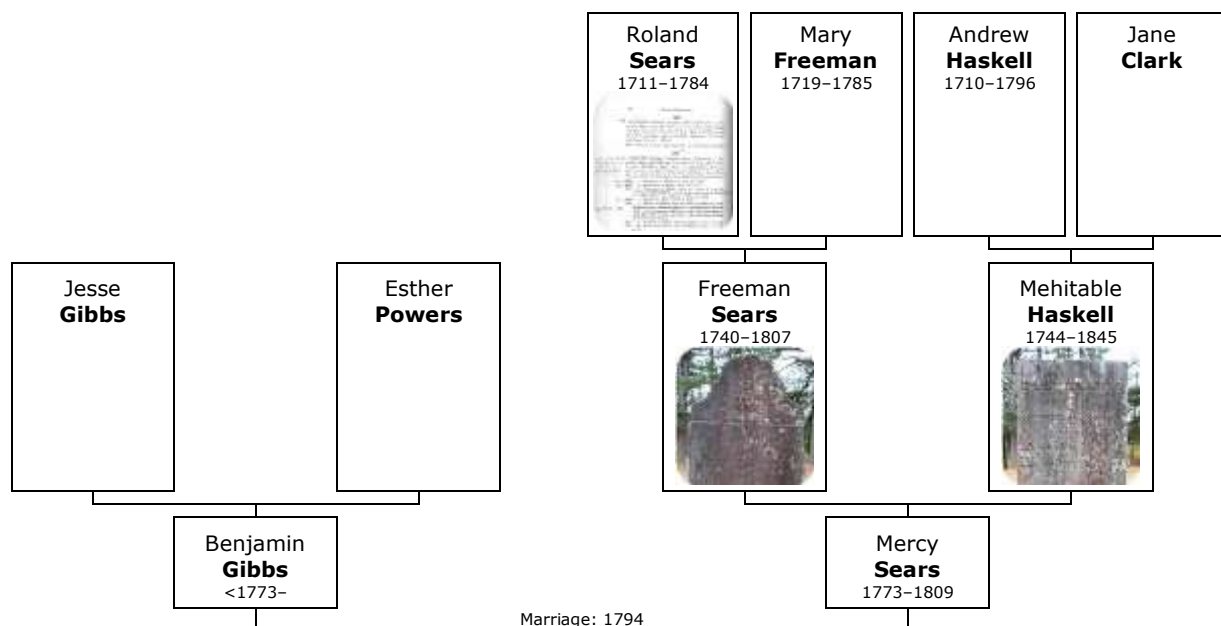 Roland
Sears
1711–1784
Mary
Freeman
1719–1785
Andrew
Haskell
1710–1796
Jane
Clark
Jesse
Gibbs
Esther
Powers
Freeman
Sears
1740–1807
Mehitable
Haskell
1744–1845
Benjamin
Gibbs
<1773–
Mercy
Sears
1773–1809
Marriage: 1794